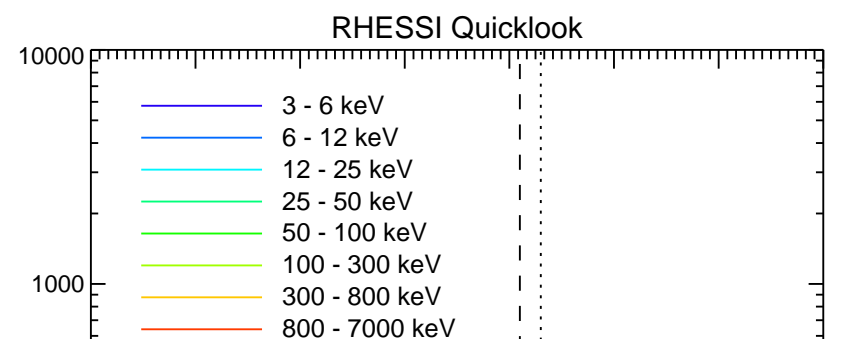 RHESSI Quicklook
10000
3 - 6 keV
6 - 12 keV
12 - 25 keV
25 - 50 keV
50 - 100 keV
100 - 300 keV
1000
300 - 800 keV
800 - 7000 keV